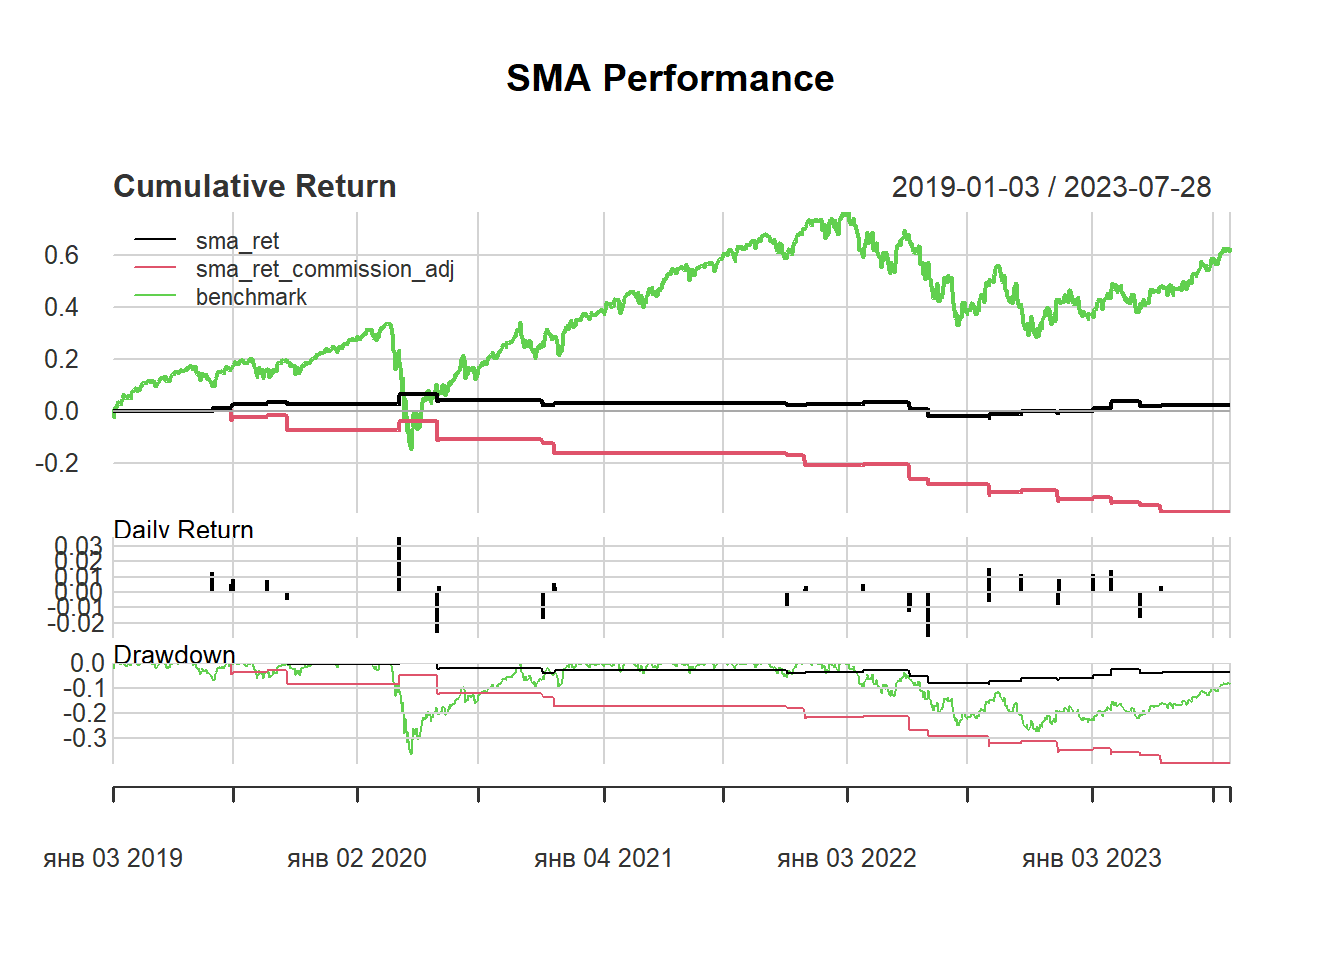 SMA Performance
Cumulative Return 2019-01-03 / 2023-07-28
sma_ret
sma_ret_commission_adj
benchmark
0.6
0.4
0.2
0.0
-0.2
Daily Return
0.03
0.02
0.01
0.00
-0.01
-0.02
Drawdown
0.0
-0.1
-0.2
-0.3
янв 03 2019 янв 02 2020 янв 04 2021 янв 03 2022 янв 03 2023